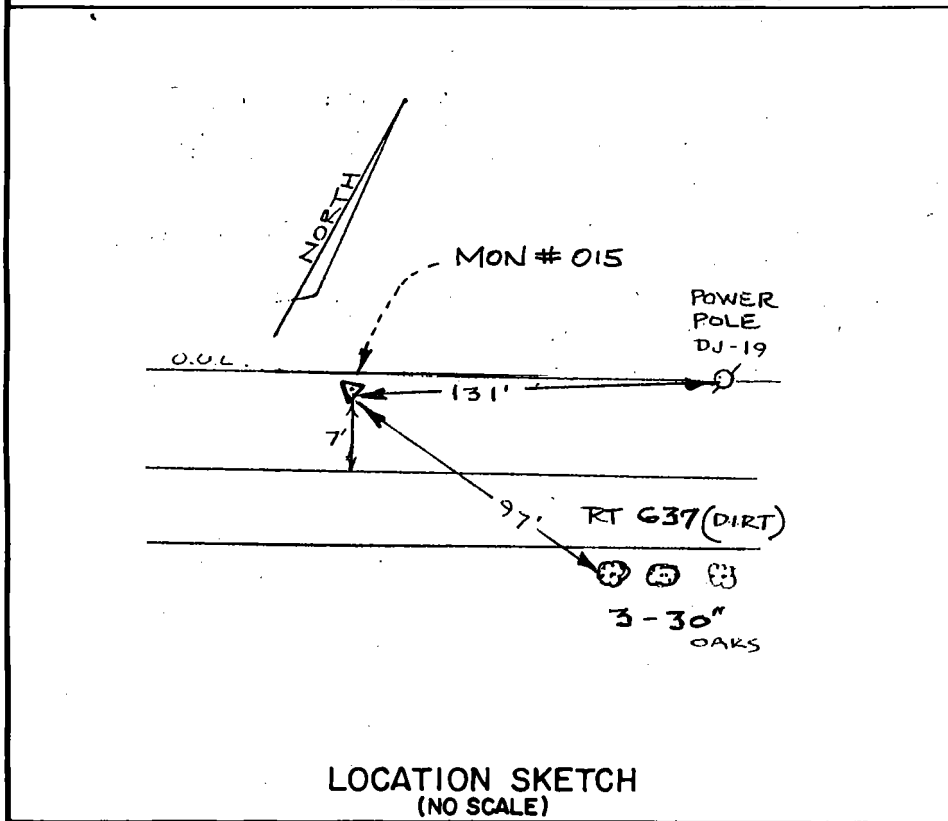 NORTH
MON # 015
POWER
POLE
DJ-19
O.U.L.
131'
7'
97'
RT 637 (DIRT)
3 - 30"
OAKS
LOCATION SKETCH
(NO SCALE)